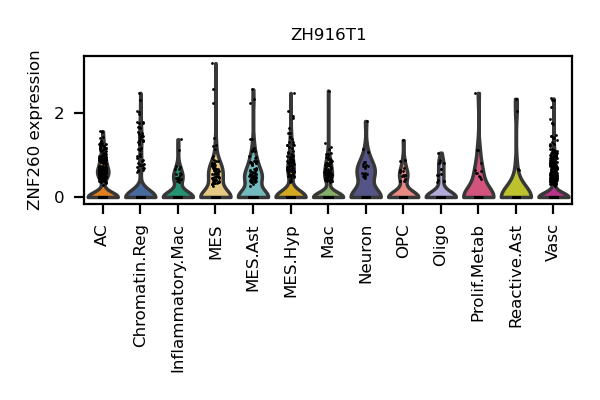 ZH916T1
ZNF260 expression
2
0
AC
Chromatin.Reg
Inflammatory.Mac
MES
MES.Ast
MES.Hyp
Mac
Neuron
OPC
Oligo
Prolif.Metab
Reactive.Ast
Vasc